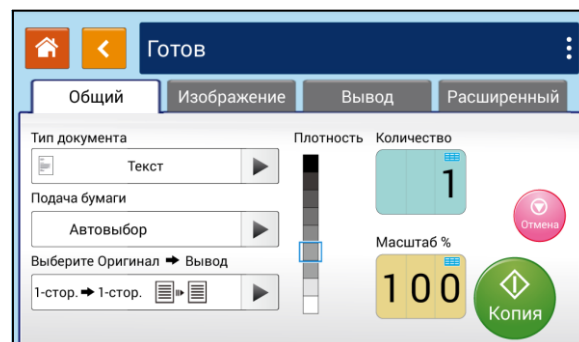 Готов
Общий Изображение Вывод Расширенный
Тип документа
Текст
Подача бумаги
Автовыбор
Выберите Оригинал ➡ Вывод
1-стор. ➡ 1-стор.
Плотность
Количество
1
Масштаб %
100
Отмена
Копия